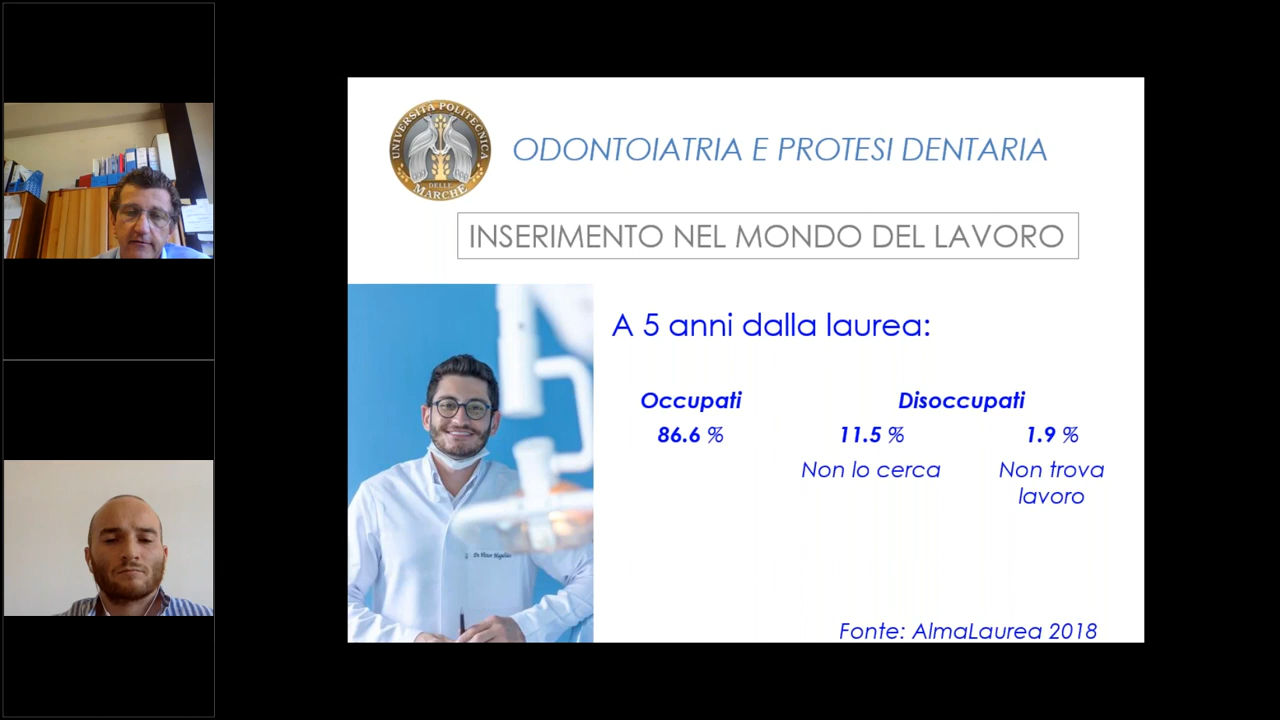 UNIVERSITÀ POLITECNICA
DELLE
MARCHE
ODONTOIATRIA E PROTESI DENTARIA
INSERIMENTO NEL MONDO DEL LAVORO
A 5 anni dalla laurea:
Occupati Disoccupati
86.6 % 11.5 % 1.9 %
Non lo cerca Non trova
lavoro
Fonte: AlmaLaurea 2018